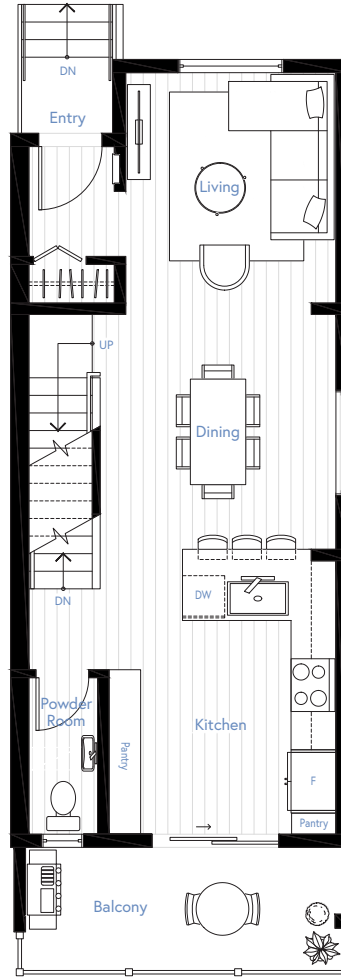 DN
Entry
Living
UP
Dining
DW
DN
Powder
Room
Kitchen
Pantry
F
Pantry
Balcony